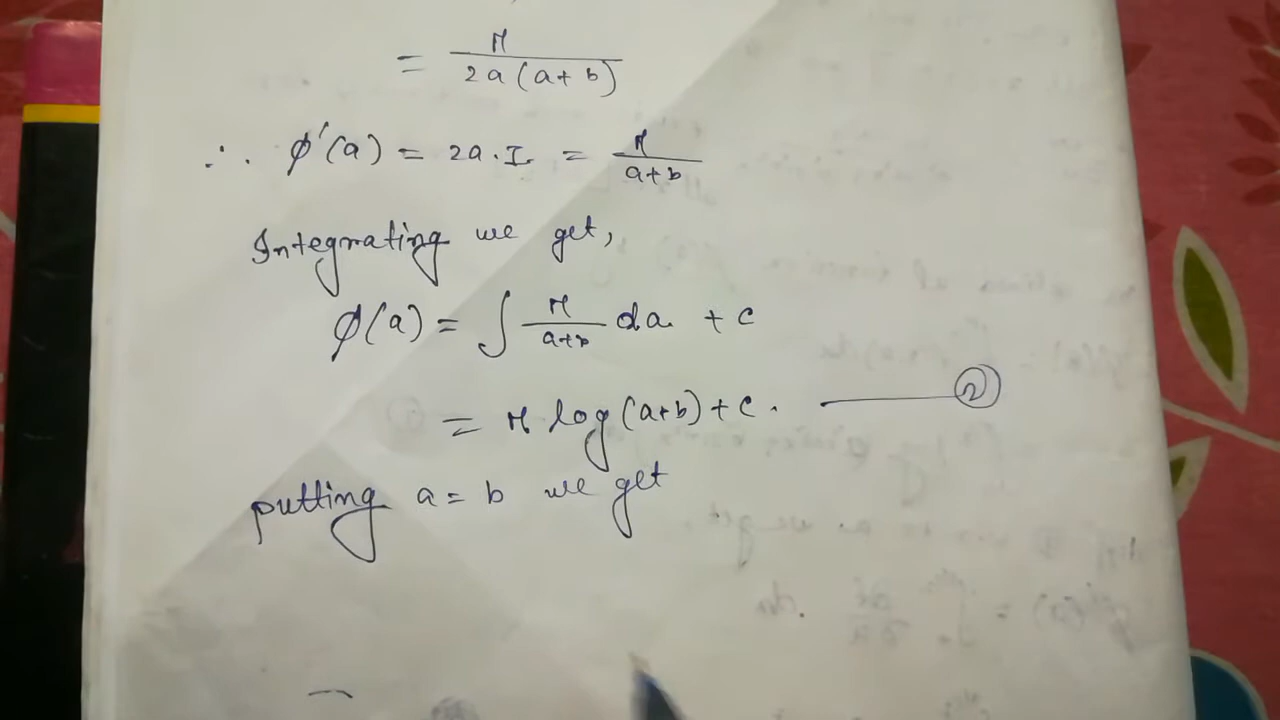 = π / 2a(a+b)
∴ φ'(a) = 2a.I = π / a+b
Integrating we get,
φ(a) = ∫ π / a+b da + c
= π log(a+b)+c. ——— ②
putting a = b we get